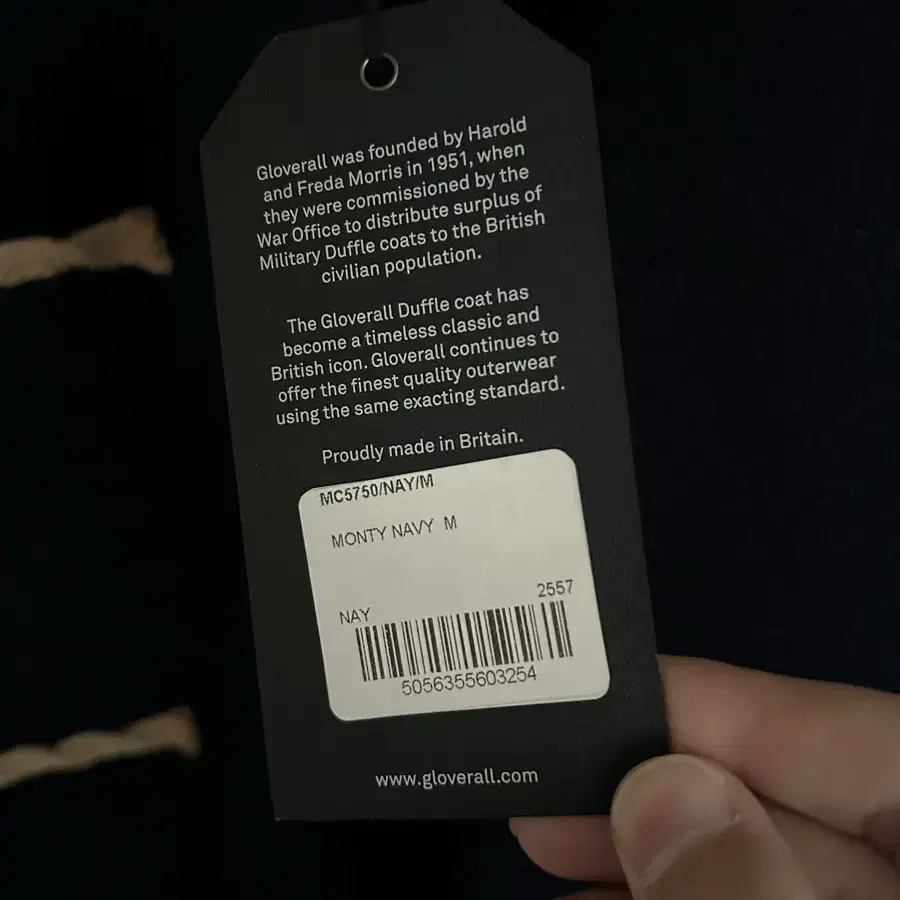 Gloverall was founded by Harold
and Freda Morris in 1951, when
they were commissioned by the
War Office to distribute surplus of
Military Duffle coats to the British
civilian population.
The Gloverall Duffle coat has
become a timeless classic and
British icon. Gloverall continues to
offer the finest quality outerwear
using the same exacting standard.
Proudly made in Britain.
MC5750/NAY/M
MONTY NAVY M
2557
NAY
5056355603254
www.gloverall.com